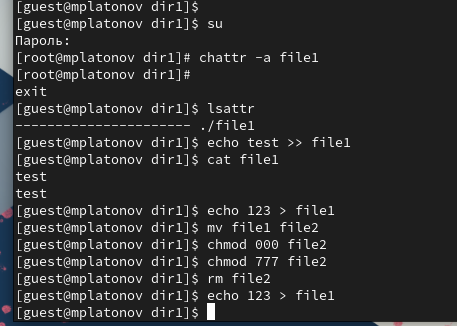 [guest@mplatonov dir1]$
[guest@mplatonov dir1]$ su
Пароль:
[root@mplatonov dir1]# chattr -a file1
[root@mplatonov dir1]#
exit
[guest@mplatonov dir1]$ lsattr
---------------------- ./file1
[guest@mplatonov dir1]$ echo test >> file1
[guest@mplatonov dir1]$ cat file1
test
test
[guest@mplatonov dir1]$ echo 123 > file1
[guest@mplatonov dir1]$ mv file1 file2
[guest@mplatonov dir1]$ chmod 000 file2
[guest@mplatonov dir1]$ chmod 777 file2
[guest@mplatonov dir1]$ rm file2
[guest@mplatonov dir1]$ echo 123 > file1
[guest@mplatonov dir1]$